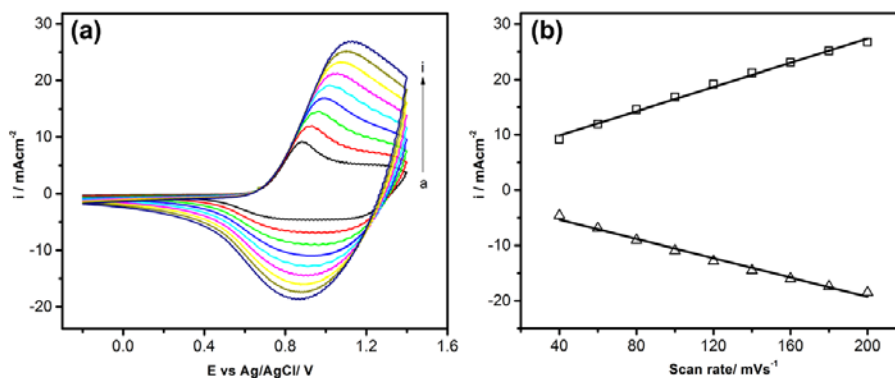 (a)
i / mAcm⁻²
30
20
10
0
-10
-20
i
a
0.0 0.4 0.8 1.2 1.6
E vs Ag/AgCl/ V
(b)
i / mAcm⁻²
30
20
10
0
-10
-20
40 80 120 160 200
Scan rate/ mVs⁻¹